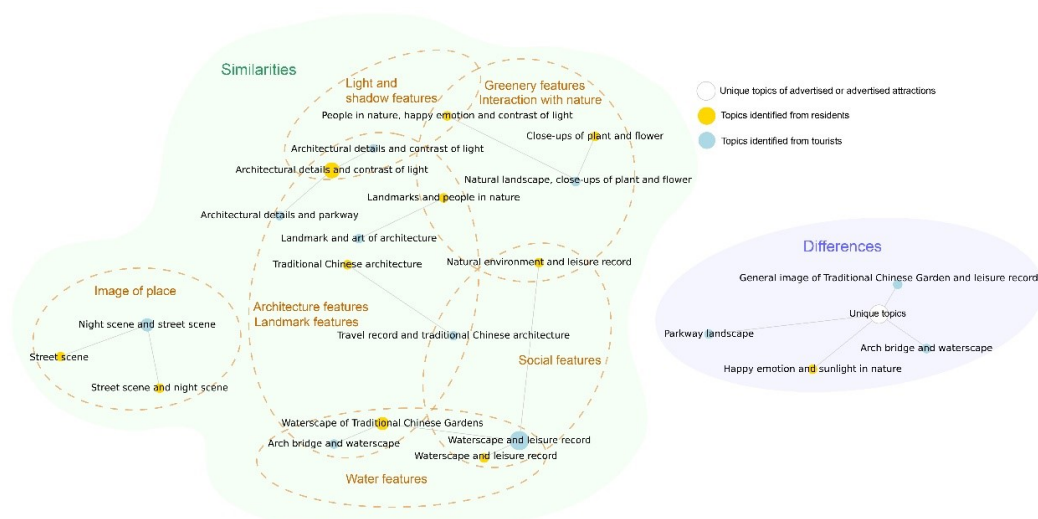 Similarities
Light and
shadow features
Greenery features
Interaction with nature
People in nature, happy emotion and contrast of light
Close-ups of plant and flower
Architectural details and contrast of light
Architectural details and contrast of light
Natural landscape, close-ups of plant and flower
Landmarks and people in nature
Architectural details and parkway
Landmark and art of architecture
Traditional Chinese architecture
Natural environment and leisure record
Image of place
Architecture features
Landmark features
Night scene and street scene
Travel record and traditional Chinese architecture
Street scene
Social features
Street scene and night scene
Waterscape of Traditional Chinese Gardens
Arch bridge and waterscape
Waterscape and leisure record
Waterscape and leisure record
Water features
Unique topics of advertised or advertised attractions
Topics identified from residents
Topics identified from tourists
Differences
General image of Traditional Chinese Garden and leisure record
Unique topics
Parkway landscape
Arch bridge and waterscape
Happy emotion and sunlight in nature